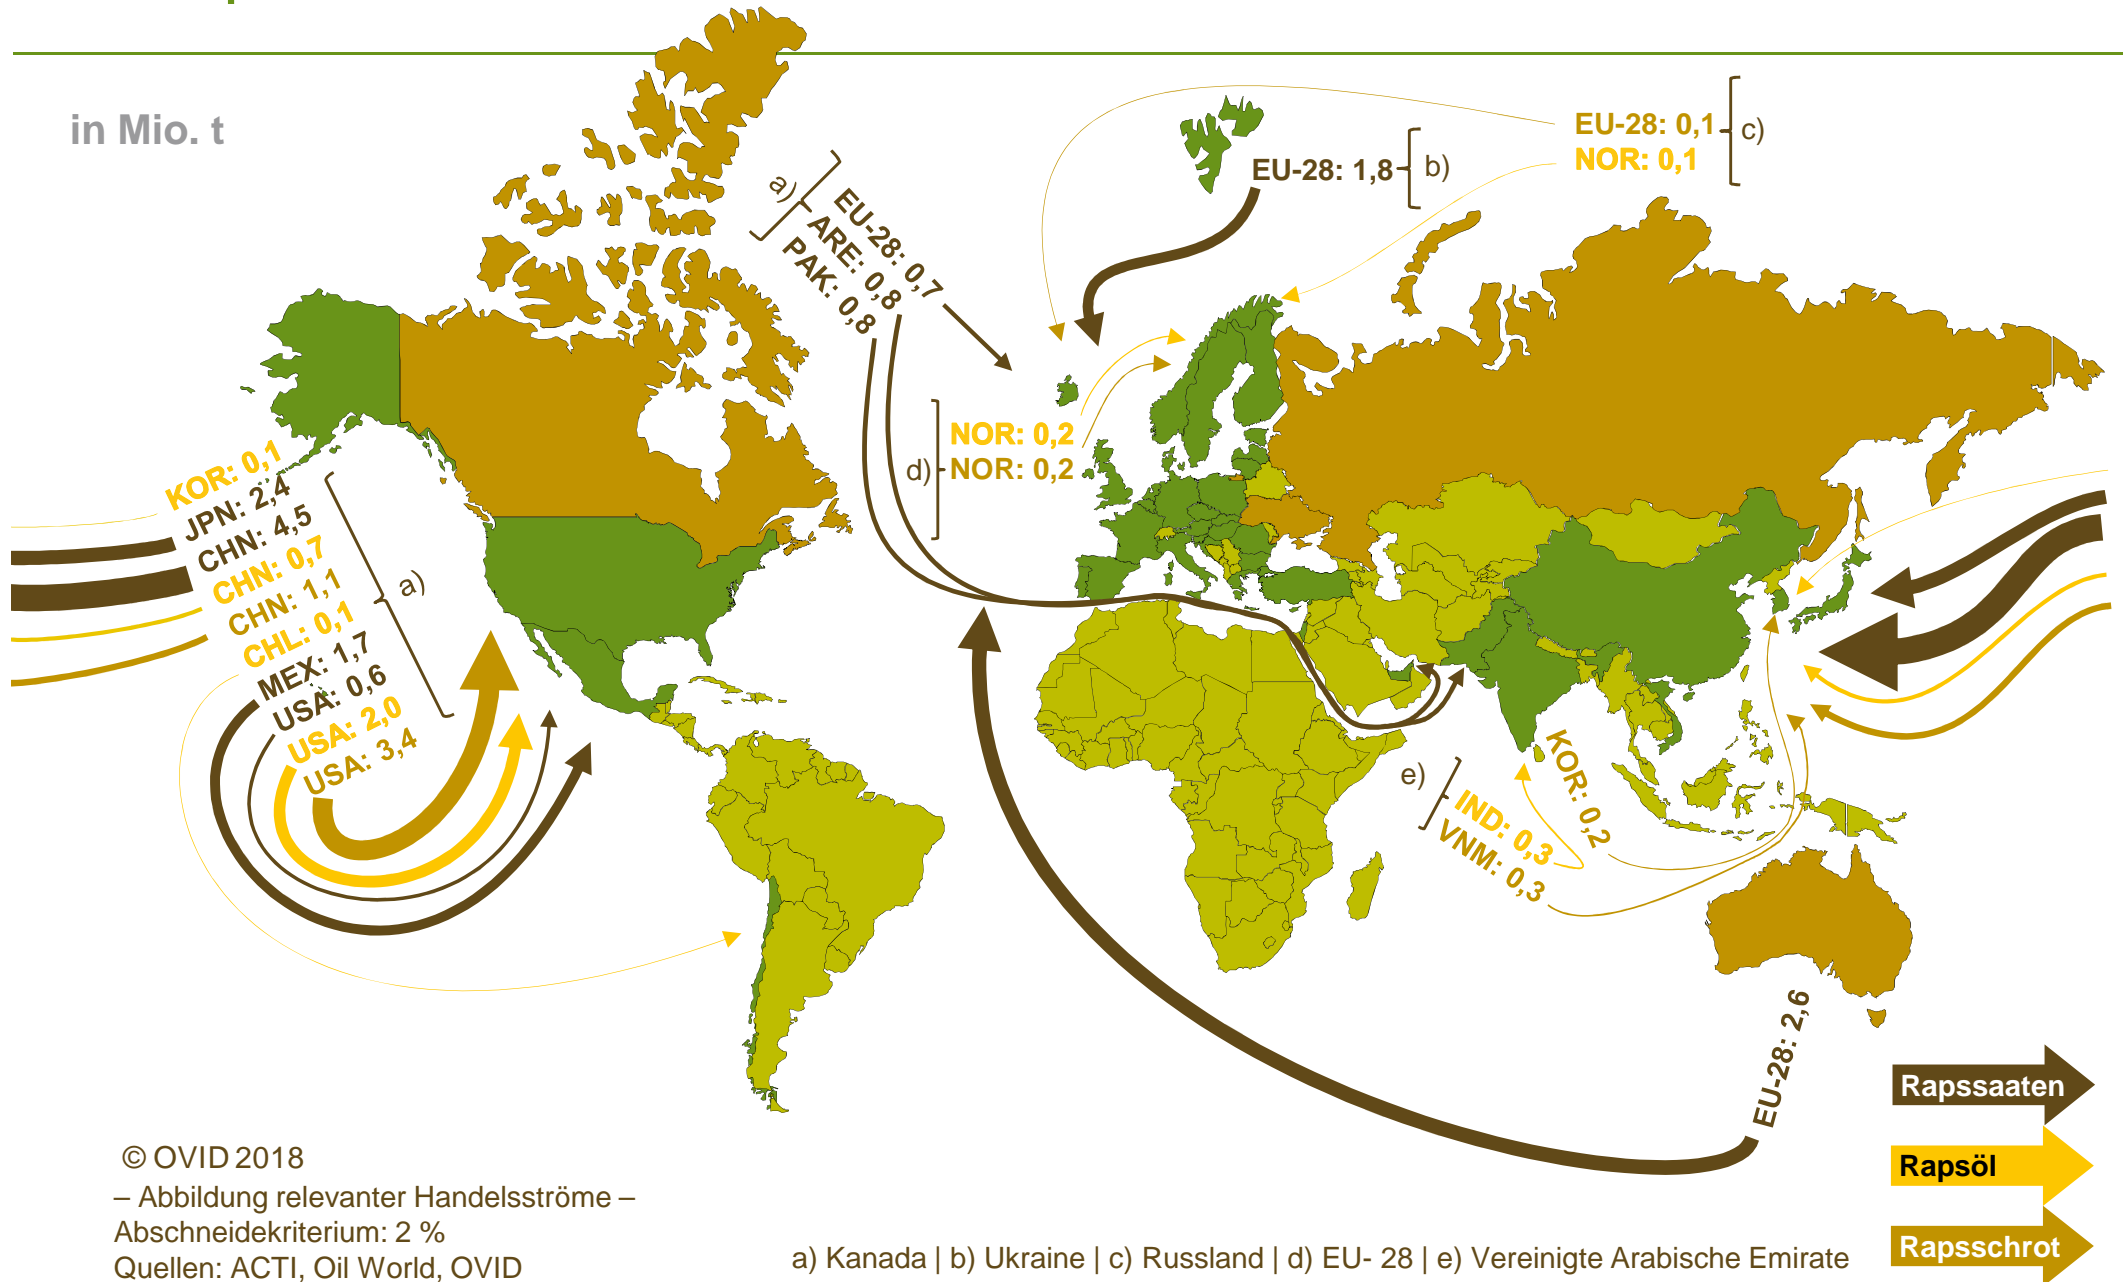 in Mio. t
EU-28: 0,1
NOR: 0,1
c)
EU-28: 1,8
b)
a)
EU-28: 0,7
ARE: 0,8
PAK: 0,8
NOR: 0,2
NOR: 0,2
d)
KOR: 0,1
JPN: 2,4
CHN: 4,5
CHN: 0,7
CHN: 1,1
CHL: 0,1
MEX: 1,7
USA: 0,6
USA: 2,0
USA: 3,4
a)
e)
IND: 0,3
VNM: 0,3
KOR: 0,2
EU-28: 2,6
Rapssaaten
Rapsöl
Rapsschrot
© OVID 2018
– Abbildung relevanter Handelsströme –
Abschneidekriterium: 2 %
Quellen: ACTI, Oil World, OVID
a) Kanada | b) Ukraine | c) Russland | d) EU- 28 | e) Vereinigte Arabische Emirate